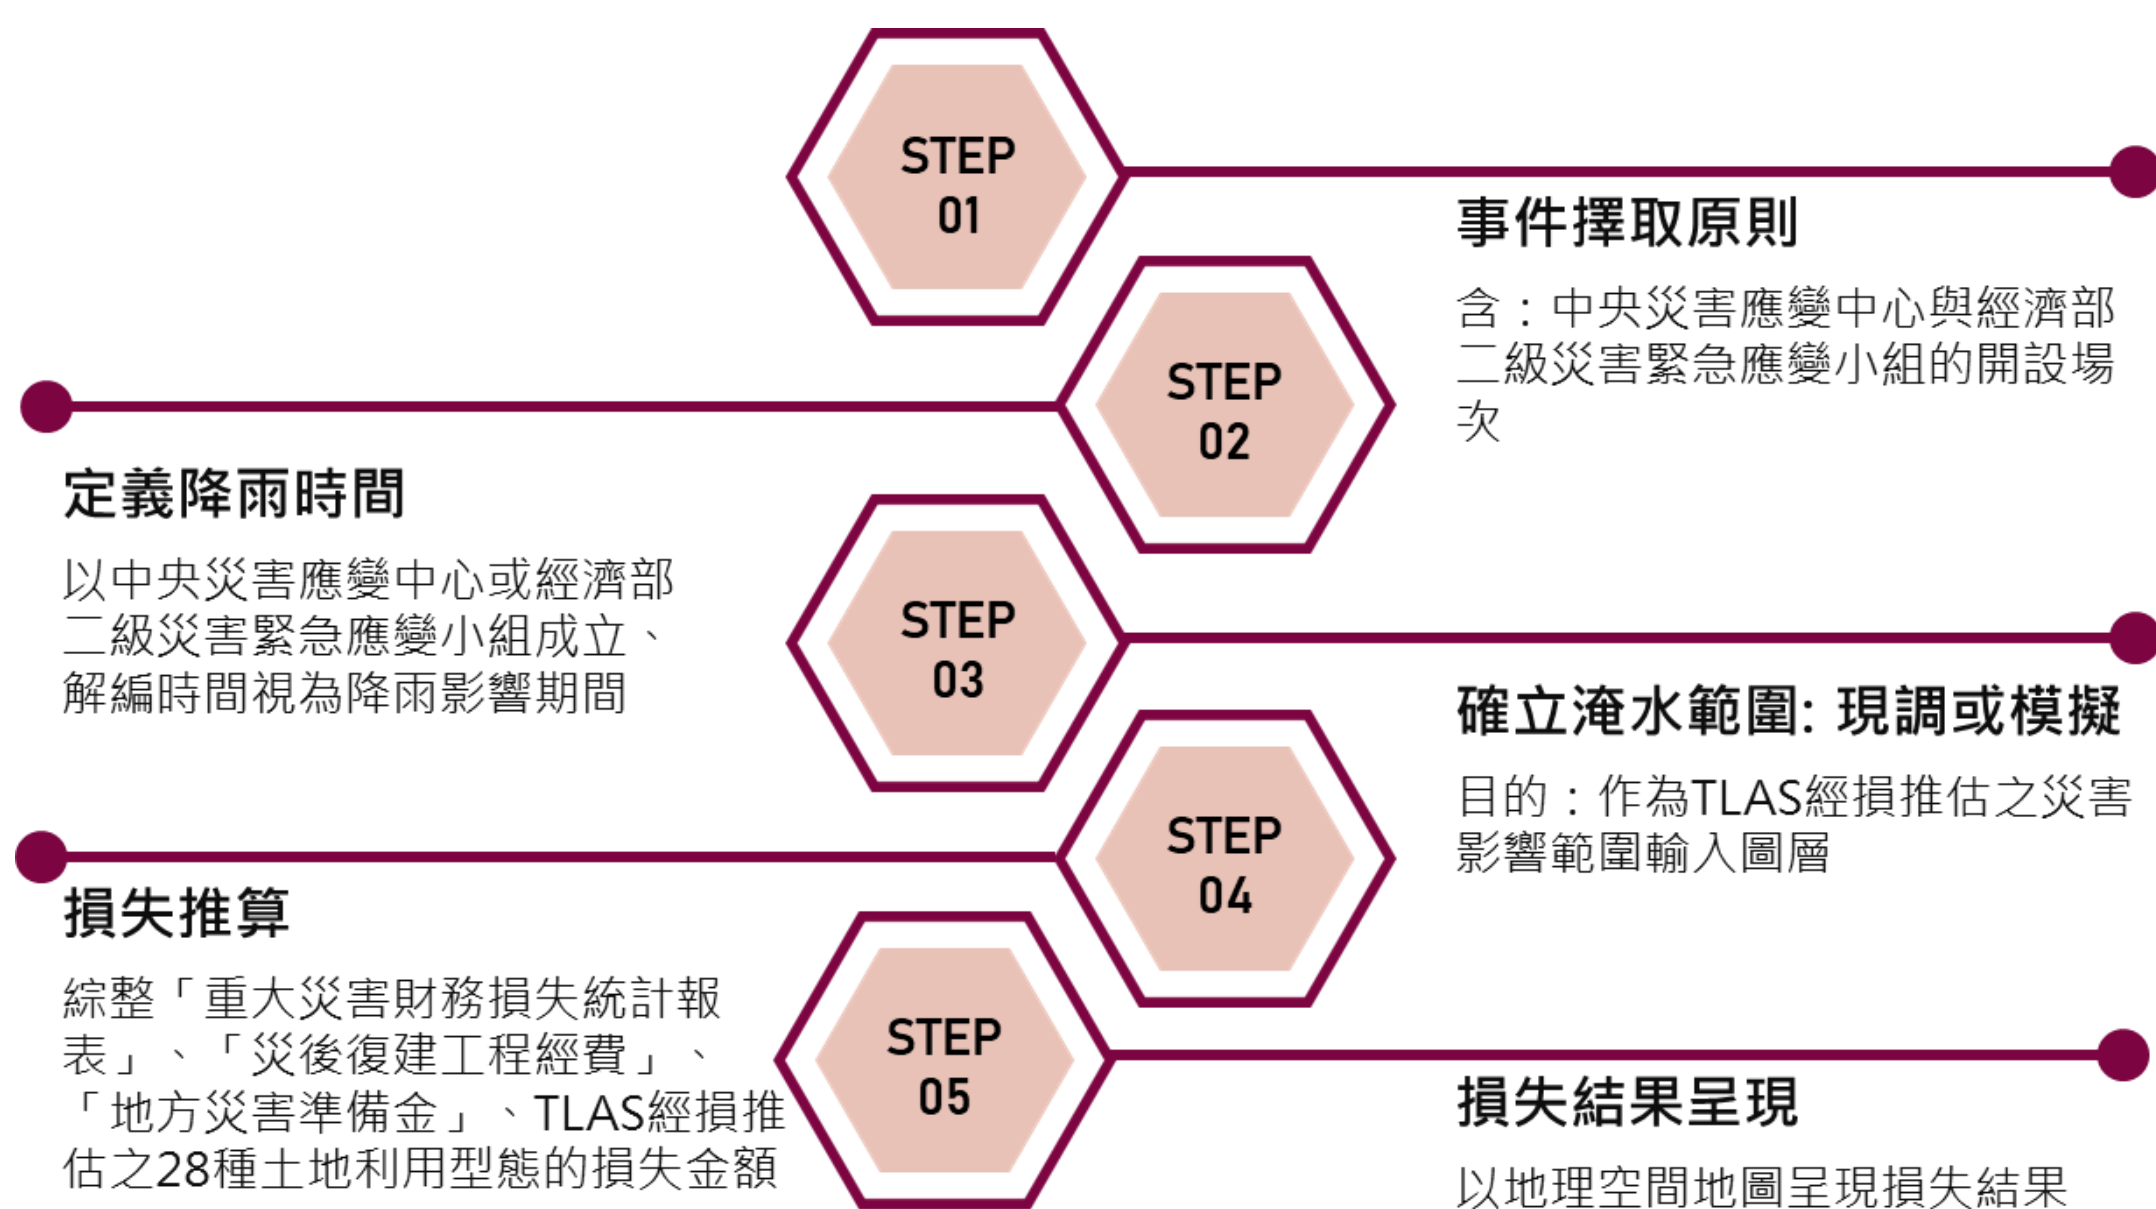 STEP
01
事件擇取原則
含：中央災害應變中心與經濟部
二級災害緊急應變小組的開設場
次
STEP
02
定義降雨時間
以中央災害應變中心或經濟部
二級災害緊急應變小組成立、
解編時間視為降雨影響期間
STEP
03
確立淹水範圍: 現調或模擬
目的：作為TLAS經損推估之災害
影響範圍輸入圖層
STEP
04
損失推算
綜整「重大災害財務損失統計報
表」、「災後復建工程經費」、
「地方災害準備金」、TLAS經損推
估之28種土地利用型態的損失金額
STEP
05
損失結果呈現
以地理空間地圖呈現損失結果